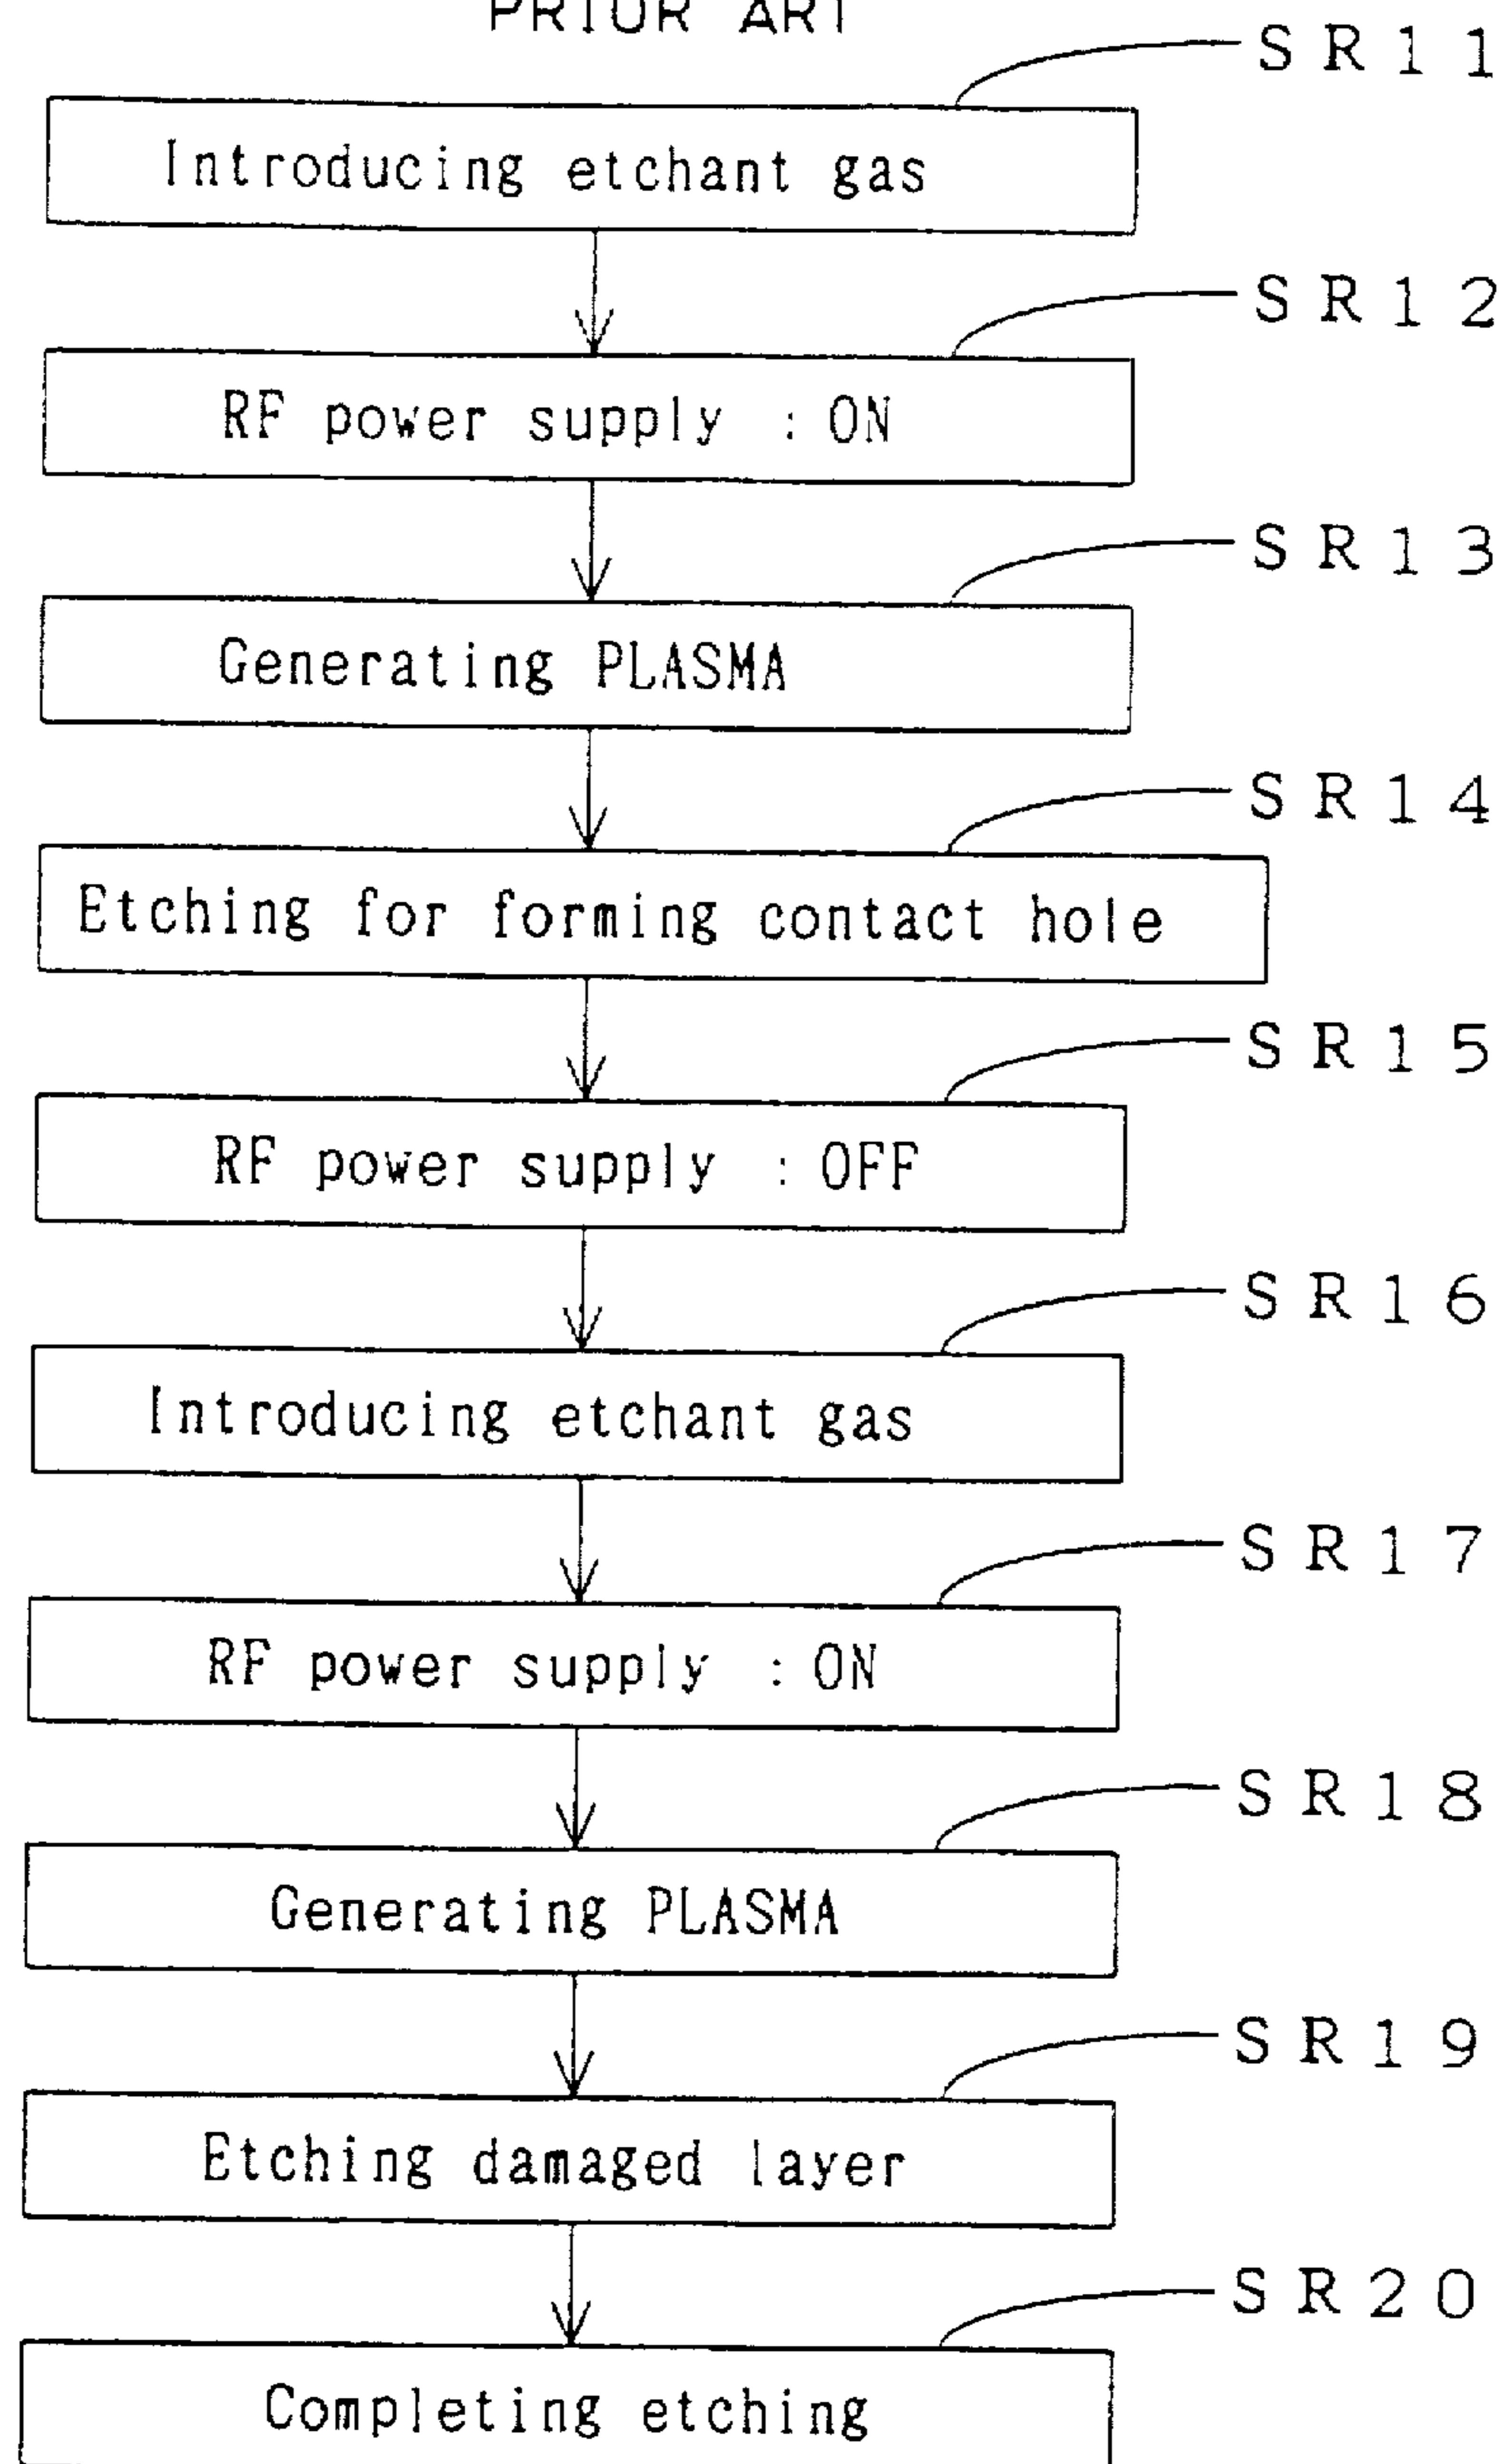 PRIOR ART
SR11
Introducing etchant gas
SR12
RF power supply : ON
SR13
Generating PLASMA
SR14
Etching for forming contact hole
SR15
RF power supply : OFF
SR16
Introducing etchant gas
SR17
RF power supply : ON
SR18
Generating PLASMA
SR19
Etching damaged layer
SR20
Completing etching